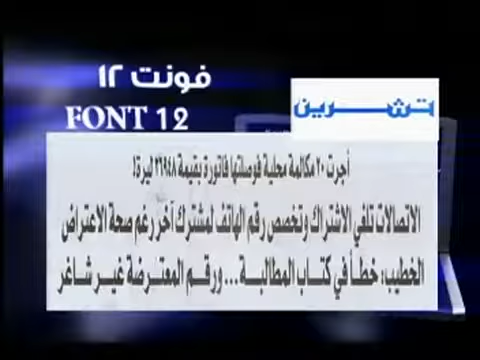 فونت ١٢
FONT 12
تشرين
أجرت ٢٠ مكالمة محلية فوصلتها فاتورة بقيمة ٢٦٩٤٨ ليرة!
الاتصالات تلغي الاشتراك وتخصص رقم الهاتف لمشترك آخر رغم صحة الاعتراض
الخطيب: خطأ في كتاب المطالبة... ورقم المعترضة غير شاغر